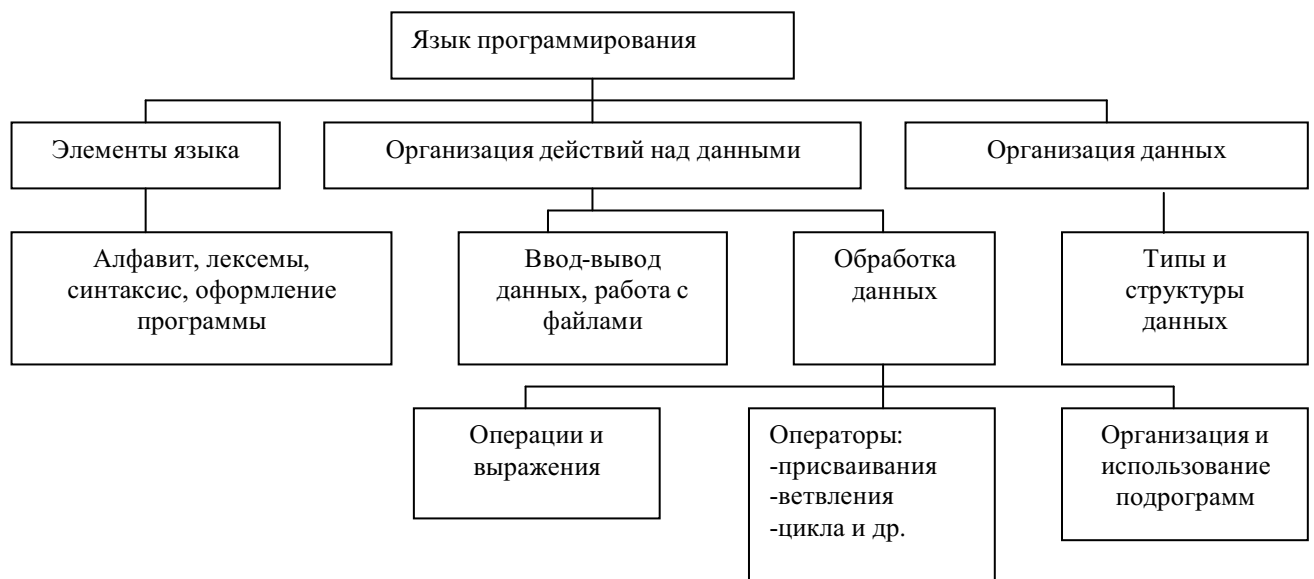 Язык программирования
Элементы языка
Организация действий над данными
Организация данных
Алфавит, лексемы,
синтаксис, оформление
программы
Ввод-вывод
данных, работа с
файлами
Обработка
данных
Типы и
структуры
данных
Операции и
выражения
Операторы:
-присваивания
-ветвления
-цикла и др.
Организация и
использование
подрограмм